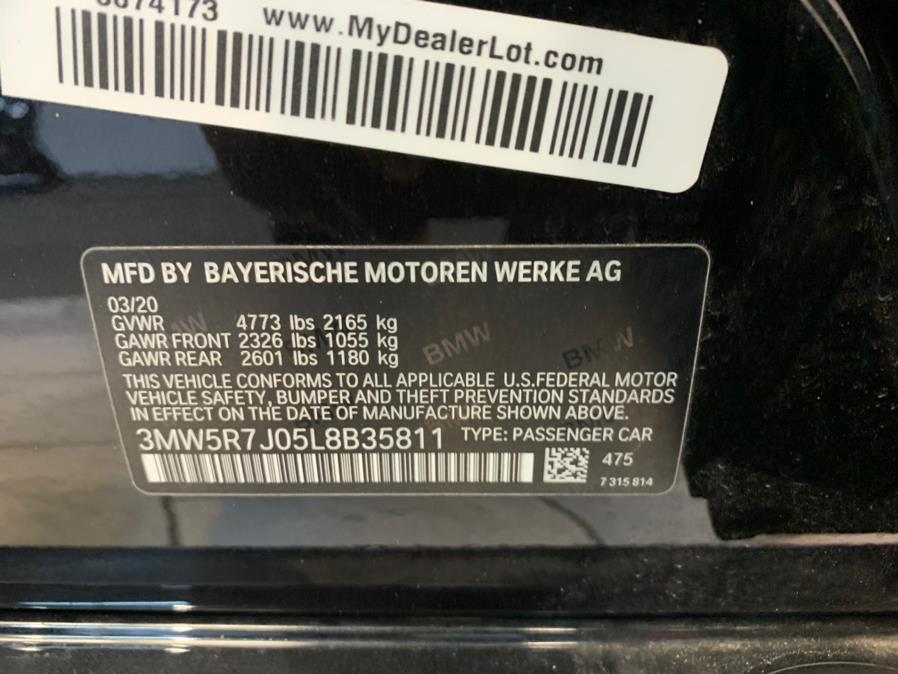 www.MyDealerLot.com
MFD BY BAYERISCHE MOTOREN WERKE AG
03/20
GVWR 4773 lbs 2165 kg
GAWR FRONT 2326 lbs 1055 kg
GAWR REAR 2601 lbs 1180 kg
THIS VEHICLE CONFORMS TO ALL APPLICABLE U.S.FEDERAL MOTOR
VEHICLE SAFETY, BUMPER AND THEFT PREVENTION STANDARDS
IN EFFECT ON THE DATE OF MANUFACTURE SHOWN ABOVE.
3MW5R7J05L8B35811 TYPE: PASSENGER CAR
475
7 315 814
BMW
BMW